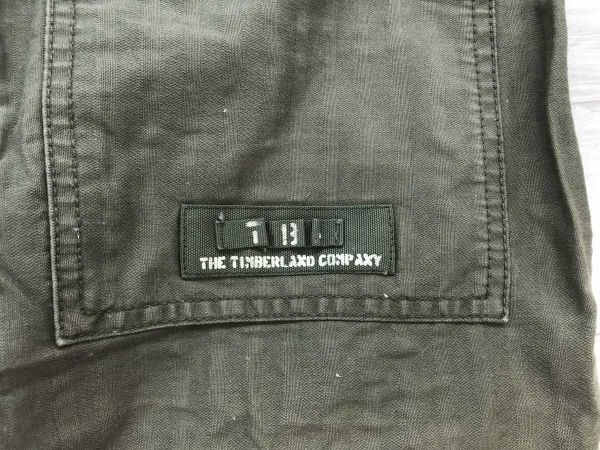 T B L
THE TIMBERLAND COMPANY